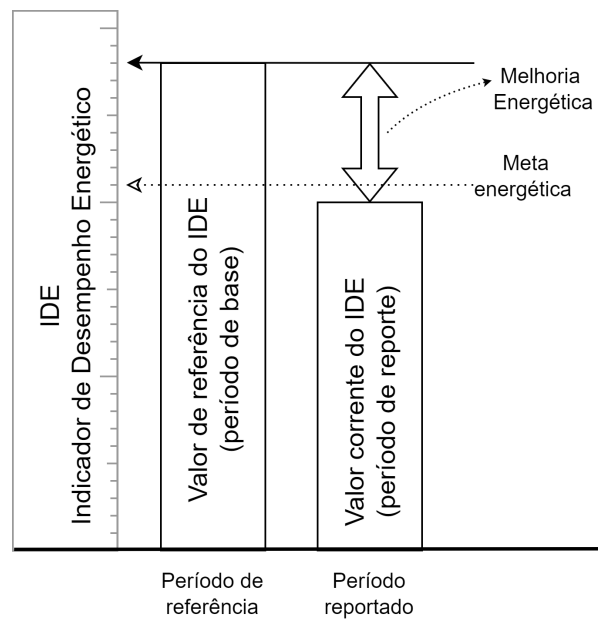 IDE
Indicador de Desempenho Energético
Valor de referência do IDE
(período de base)
Valor corrente do IDE
(período de reporte)
Melhoria
Energética
Meta
energética
Período de
referência
Período
reportado